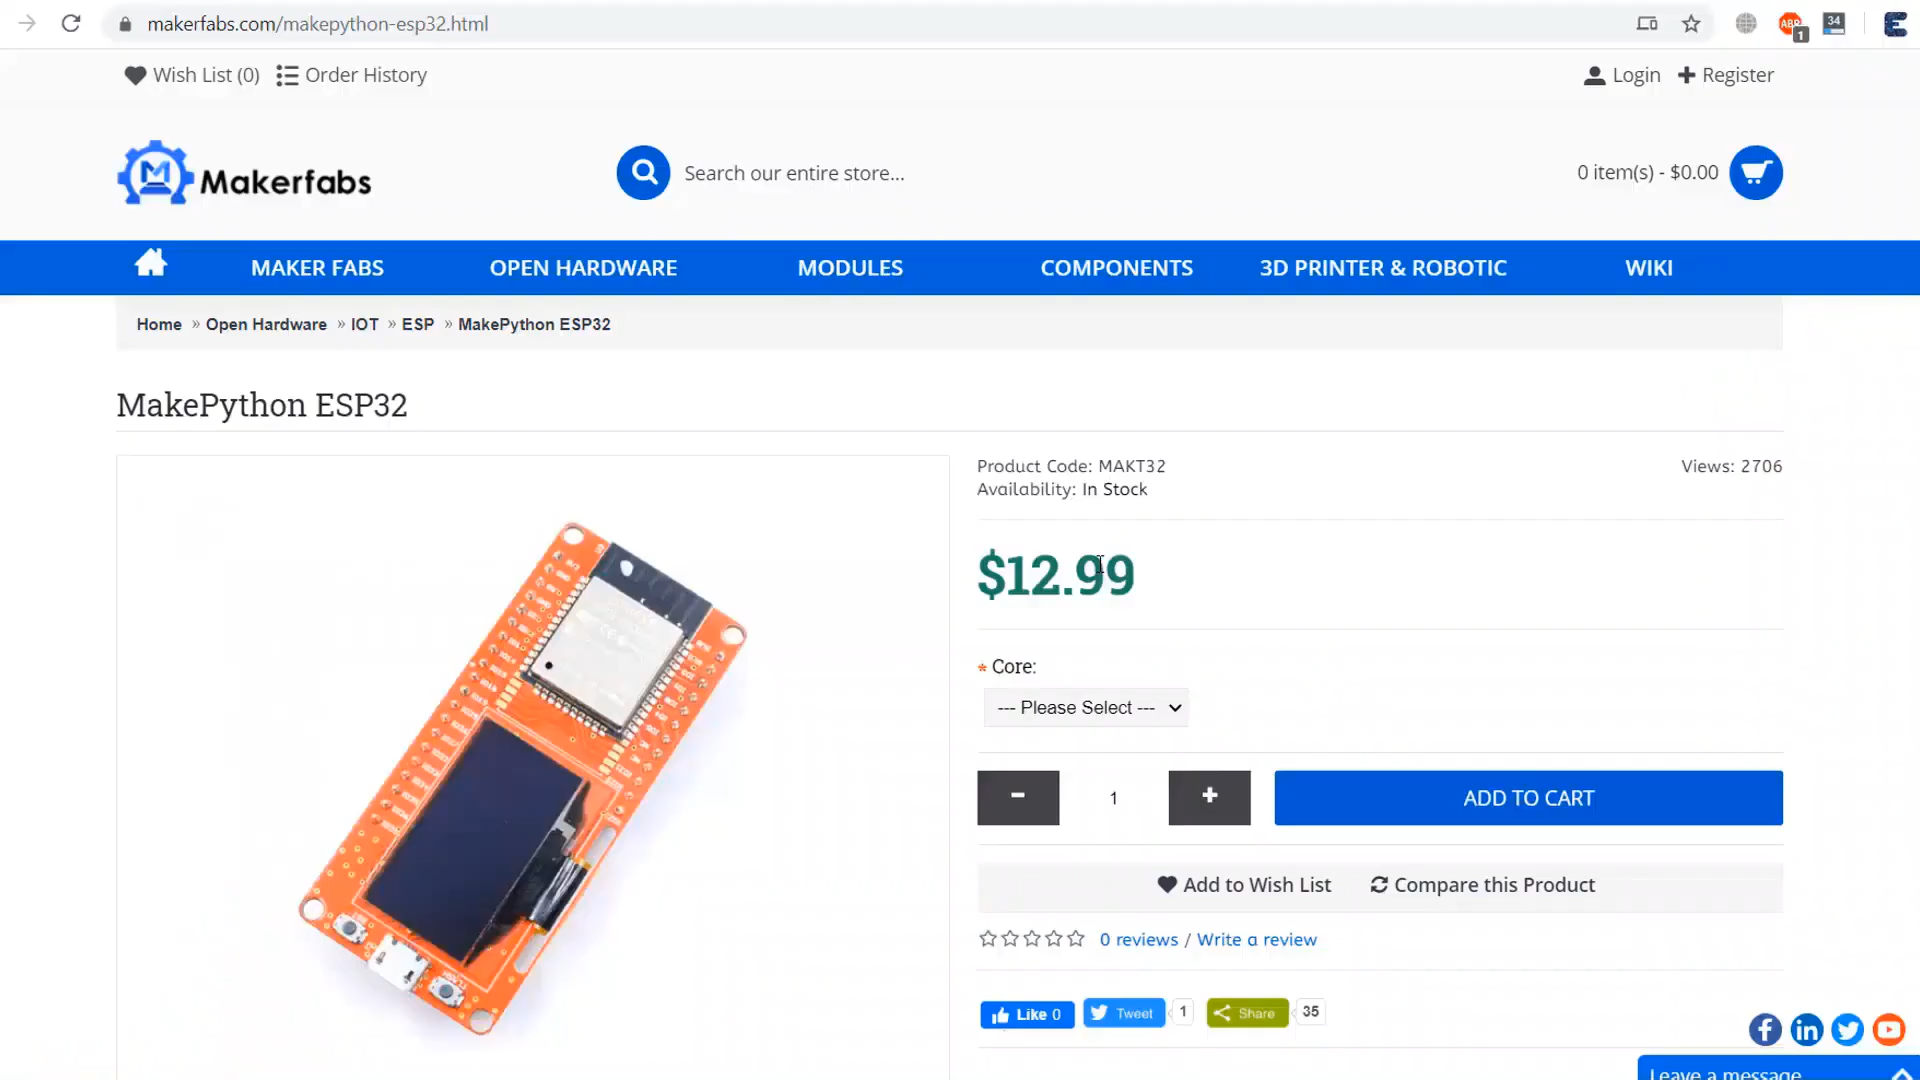 makerfabs.com/makepython-esp32.html
ABP
1
34
Wish List (0)
Order History
Login
Register
Makerfabs
Search our entire store...
0 item(s) - $0.00
MAKER FABS
OPEN HARDWARE
MODULES
COMPONENTS
3D PRINTER & ROBOTIC
WIKI
Home » Open Hardware » IOT » ESP » MakePython ESP32
MakePython ESP32
Product Code: MAKT32
Views: 2706
Availability: In Stock
$12.99
* Core:
--- Please Select ---
-
1
+
ADD TO CART
Add to Wish List
Compare this Product
0 reviews / Write a review
Like 0
Tweet
1
Share
35
Leave a message